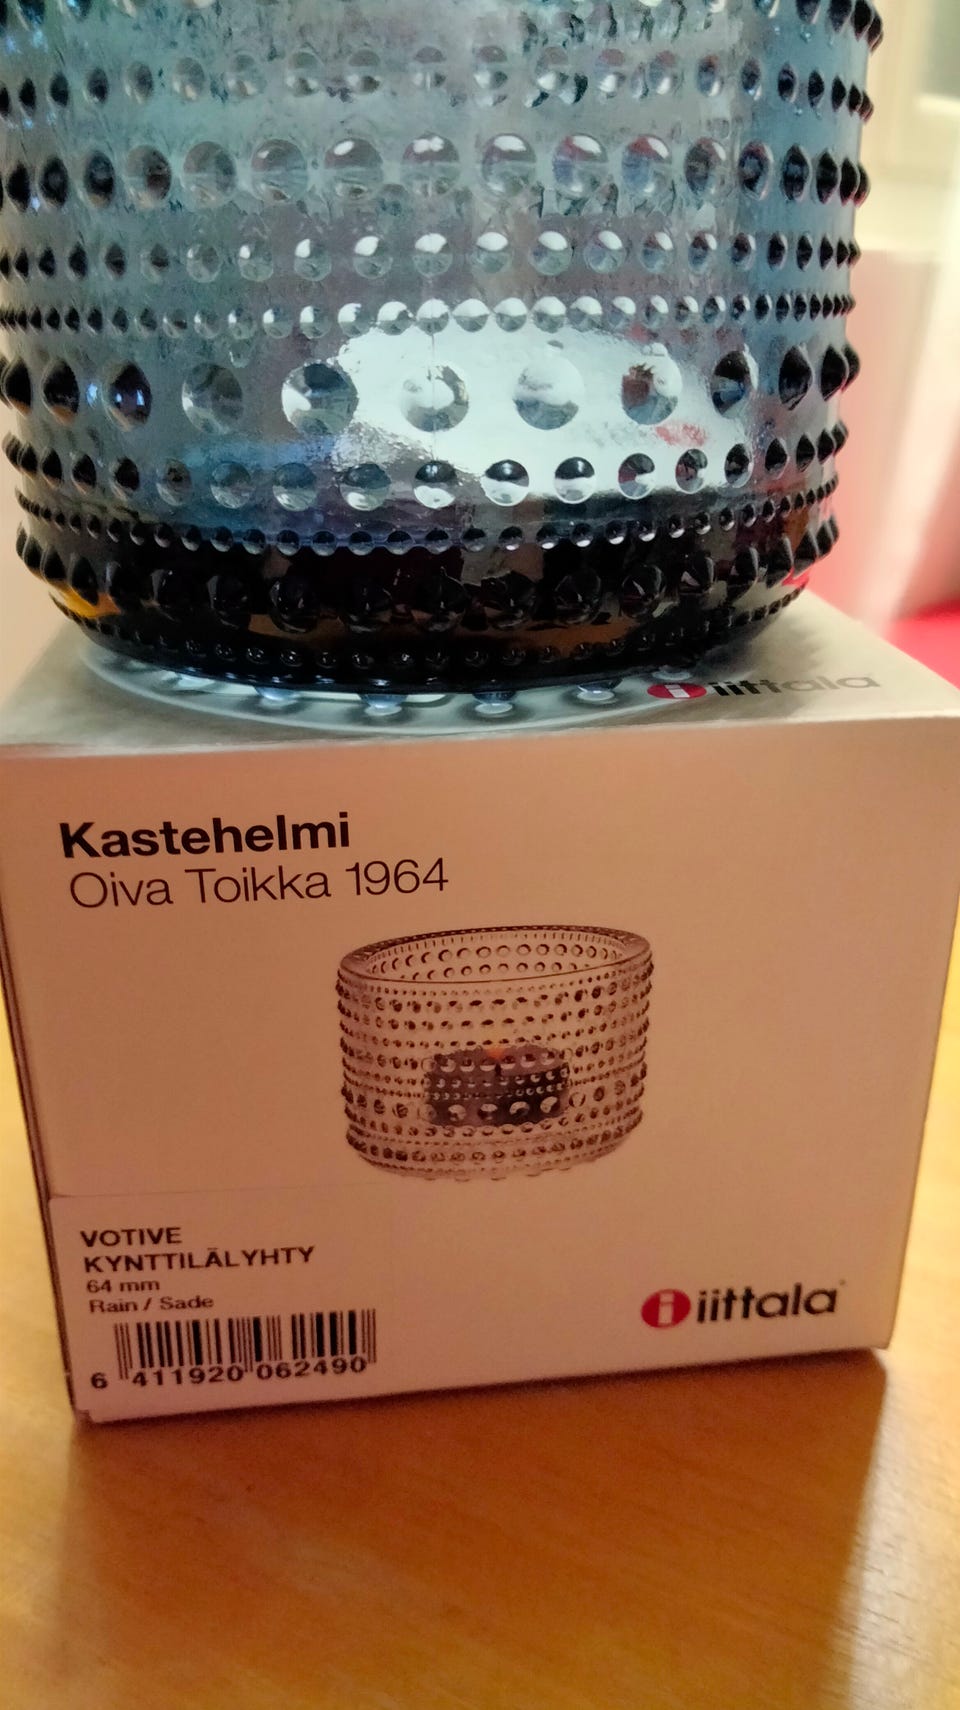 iittala
Kastehelmi
Oiva Toikka 1964
VOTIVE
KYNTTILÄLYHTY
64 mm
Rain / Sade
6 411920 062490
i iittala